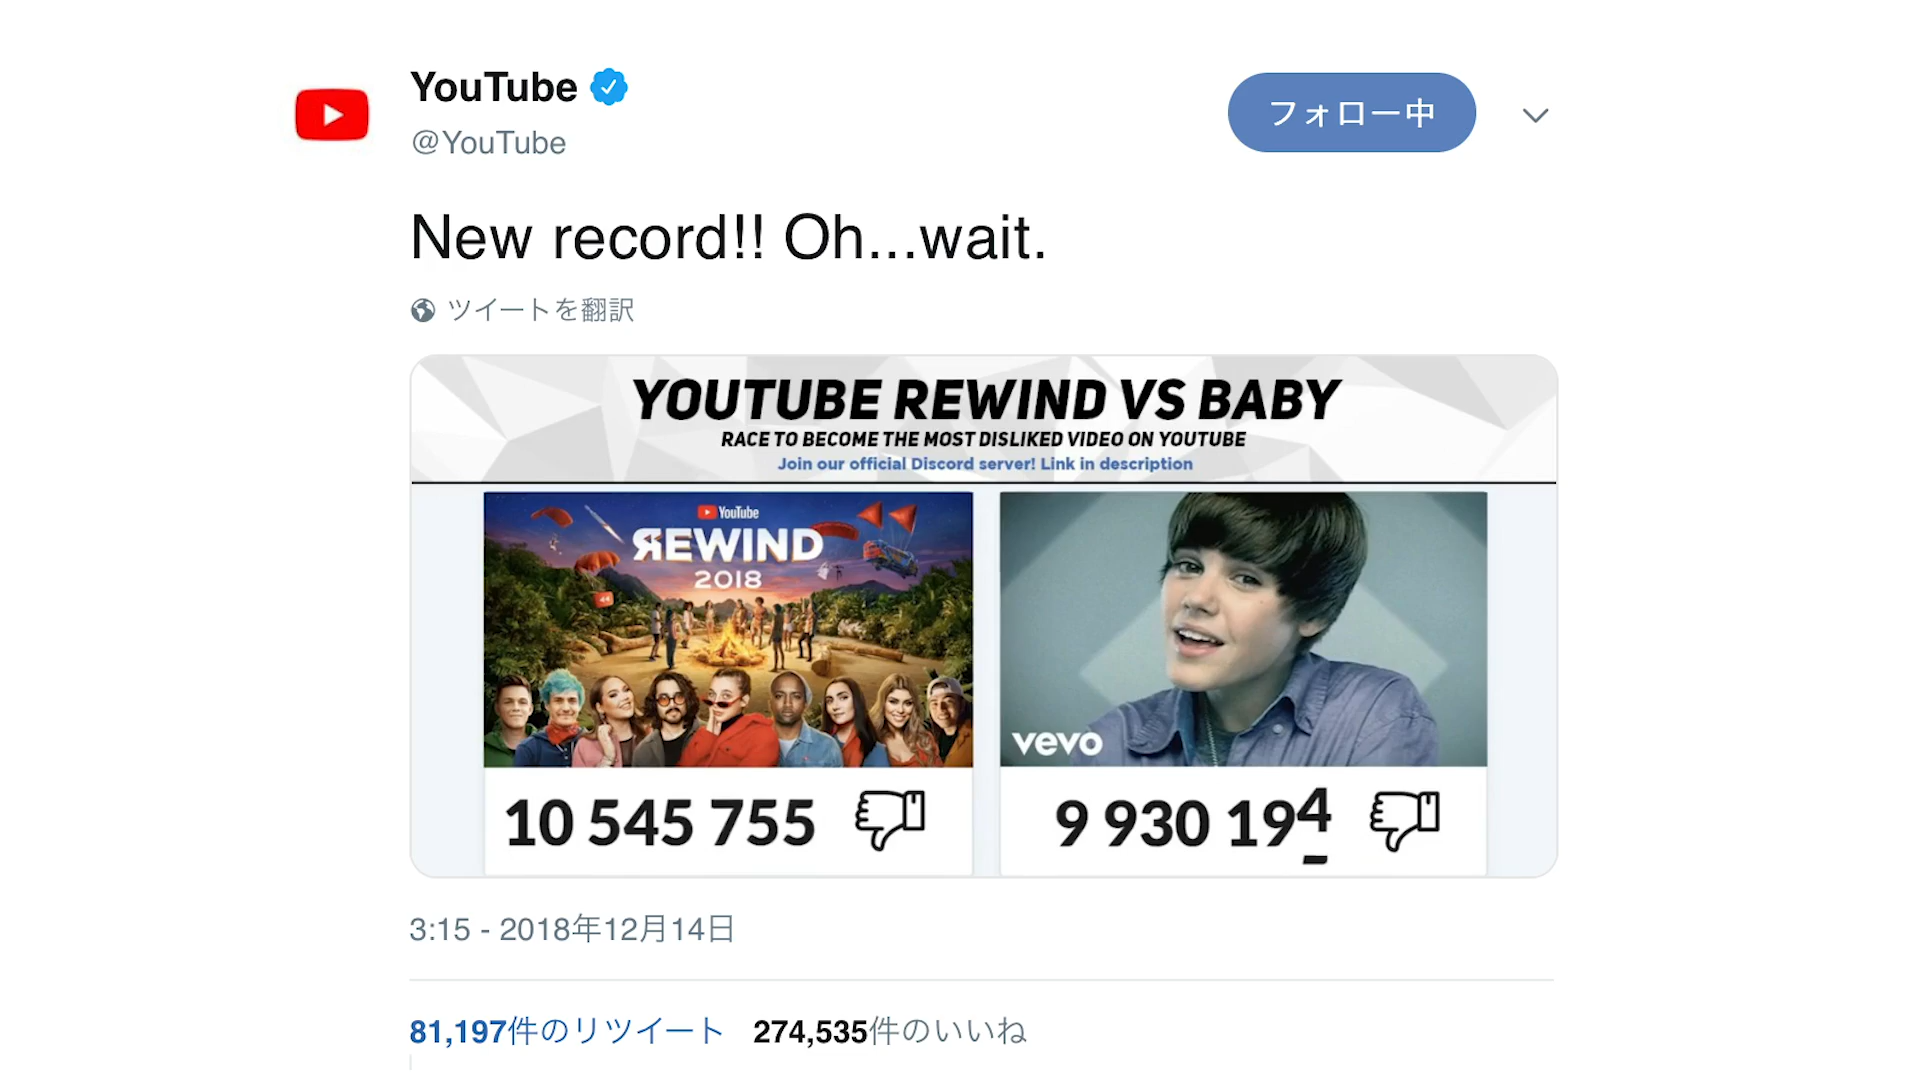 YouTube
@YouTube
フォロー中
New record!! Oh...wait.
ツイートを翻訳
YOUTUBE REWIND VS BABY
RACE TO BECOME THE MOST DISLIKED VIDEO ON YOUTUBE
Join our official Discord server! Link in description
YouTube
REWIND
2018
vevo
10 545 755
9 930 194
3:15 - 2018年12月14日
81,197件のリツイート 274,535件のいいね